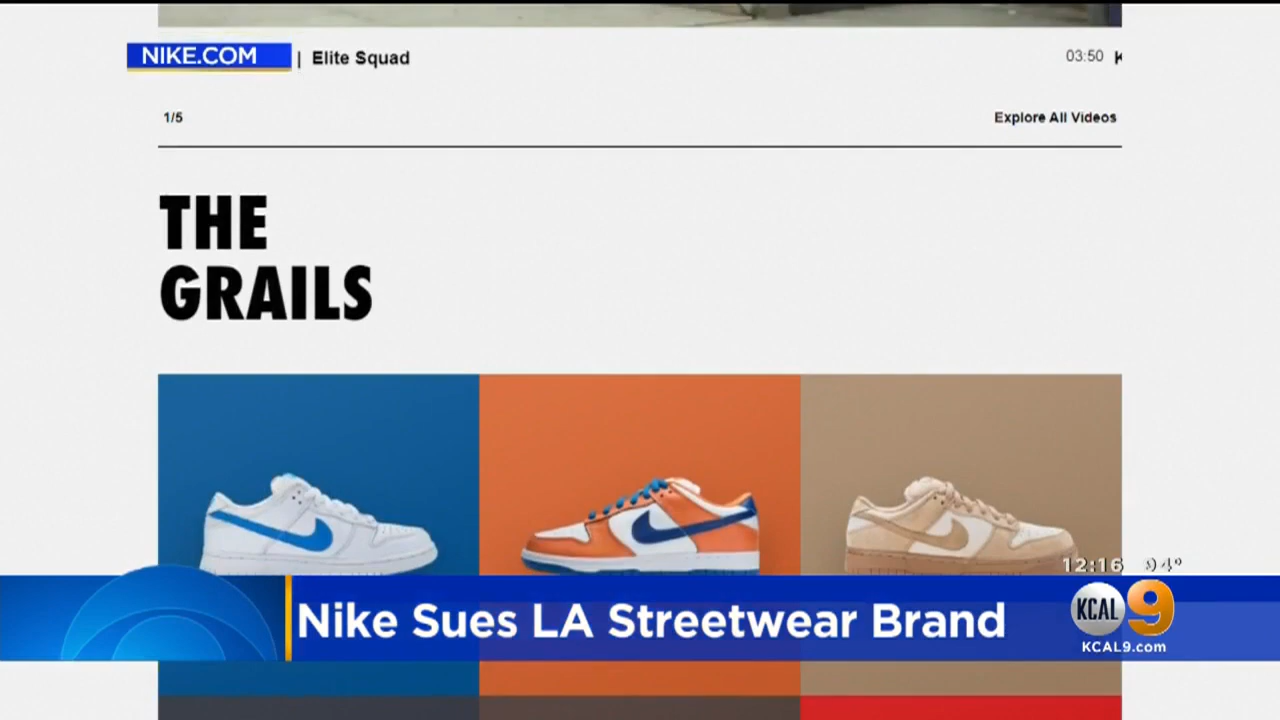 NIKE.COM
| Elite Squad
03:50
1/5
Explore All Videos
THE
GRAILS
12:16
Nike Sues LA Streetwear Brand
KCAL 9
KCAL9.com